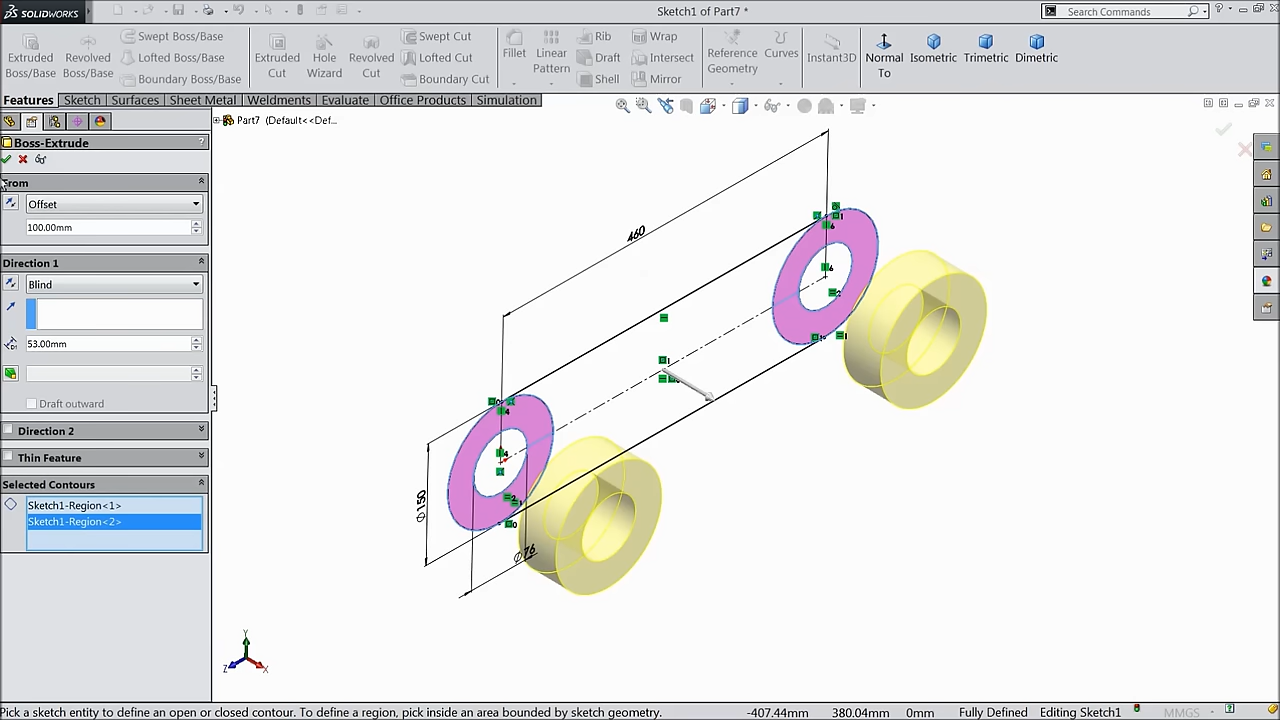 SOLIDWORKS
Sketch1 of Part7 *
Search Commands
Extruded Boss/Base
Revolved Boss/Base
Swept Boss/Base
Lofted Boss/Base
Boundary Boss/Base
Extruded Cut
Hole Wizard
Revolved Cut
Swept Cut
Lofted Cut
Boundary Cut
Fillet
Linear Pattern
Rib
Draft
Shell
Wrap
Intersect
Mirror
Reference Geometry
Curves
Instant3D
Normal To
Isometric
Trimetric
Dimetric
Features Sketch Surfaces Sheet Metal Weldments Evaluate Office Products Simulation
Part7 (Default<<Def...
Boss-Extrude
?
From
Offset
100.00mm
Direction 1
Blind
53.00mm
Draft outward
Direction 2
Thin Feature
Selected Contours
Sketch1-Region<1>
Sketch1-Region<2>
460
Ø150
Ø76
Y
Z
X
Pick a sketch entity to define an open or closed contour. To define a region, pick inside an area bounded by sketch geometry.
-407.44mm 380.04mm 0mm Fully Defined Editing Sketch1 MMGS